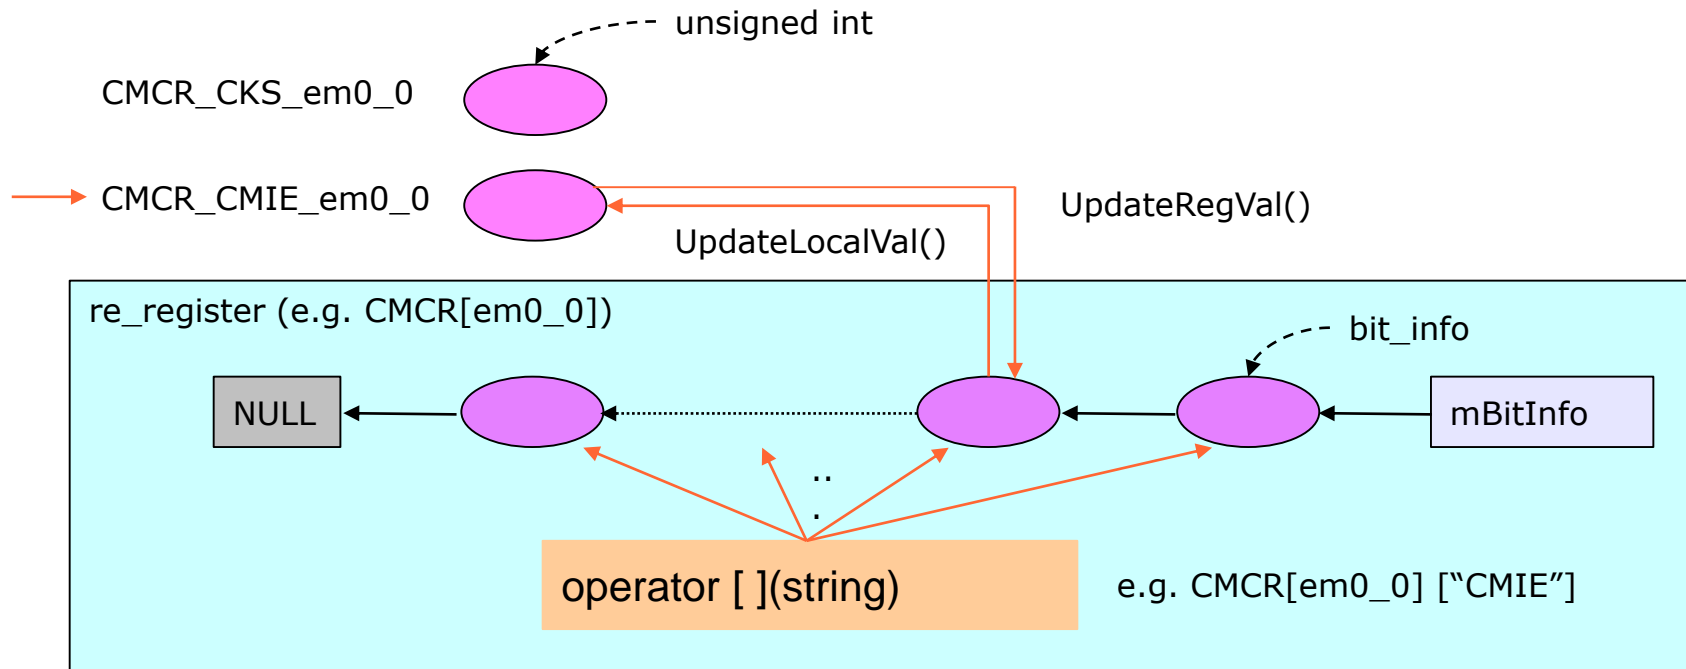 unsigned int
CMCR_CKS_em0_0
CMCR_CMIE_em0_0
UpdateRegVal()
UpdateLocalVal()
re_register (e.g. CMCR[em0_0])
bit_info
NULL
mBitInfo
..
.
operator [ ](string)
e.g. CMCR[em0_0] [“CMIE”]